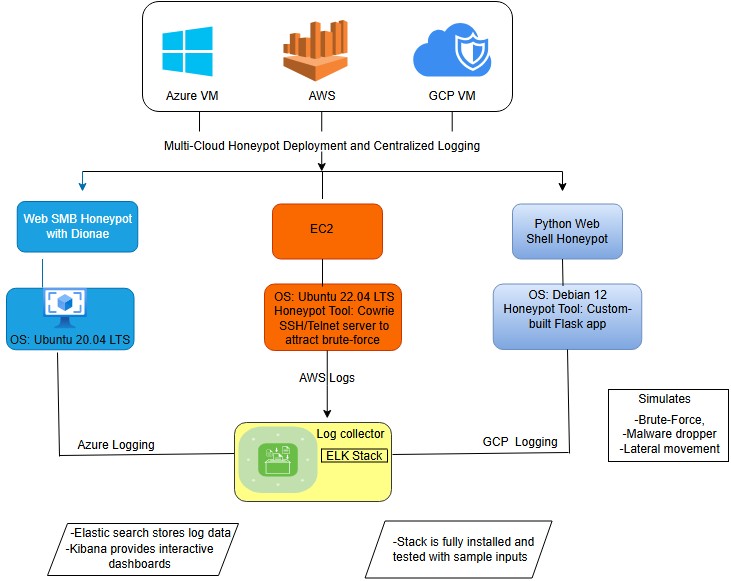 Azure VM
AWS
GCP VM
Multi-Cloud Honeypot Deployment and Centralized Logging
Web SMB Honeypot
with Dionae
EC2
Python Web
Shell Honeypot
OS: Ubuntu 20.04 LTS
OS: Ubuntu 22.04 LTS
Honeypot Tool: Cowrie
SSH/Telnet server to
attract brute-force
OS: Debian 12
Honeypot Tool: Custom-
built Flask app
AWS Logs
Simulates
-Brute-Force,
-Malware dropper
-Lateral movement
Azure Logging
Log collector
ELK Stack
GCP Logging
-Elastic search stores log data
-Kibana provides interactive
dashboards
-Stack is fully installed and
tested with sample inputs